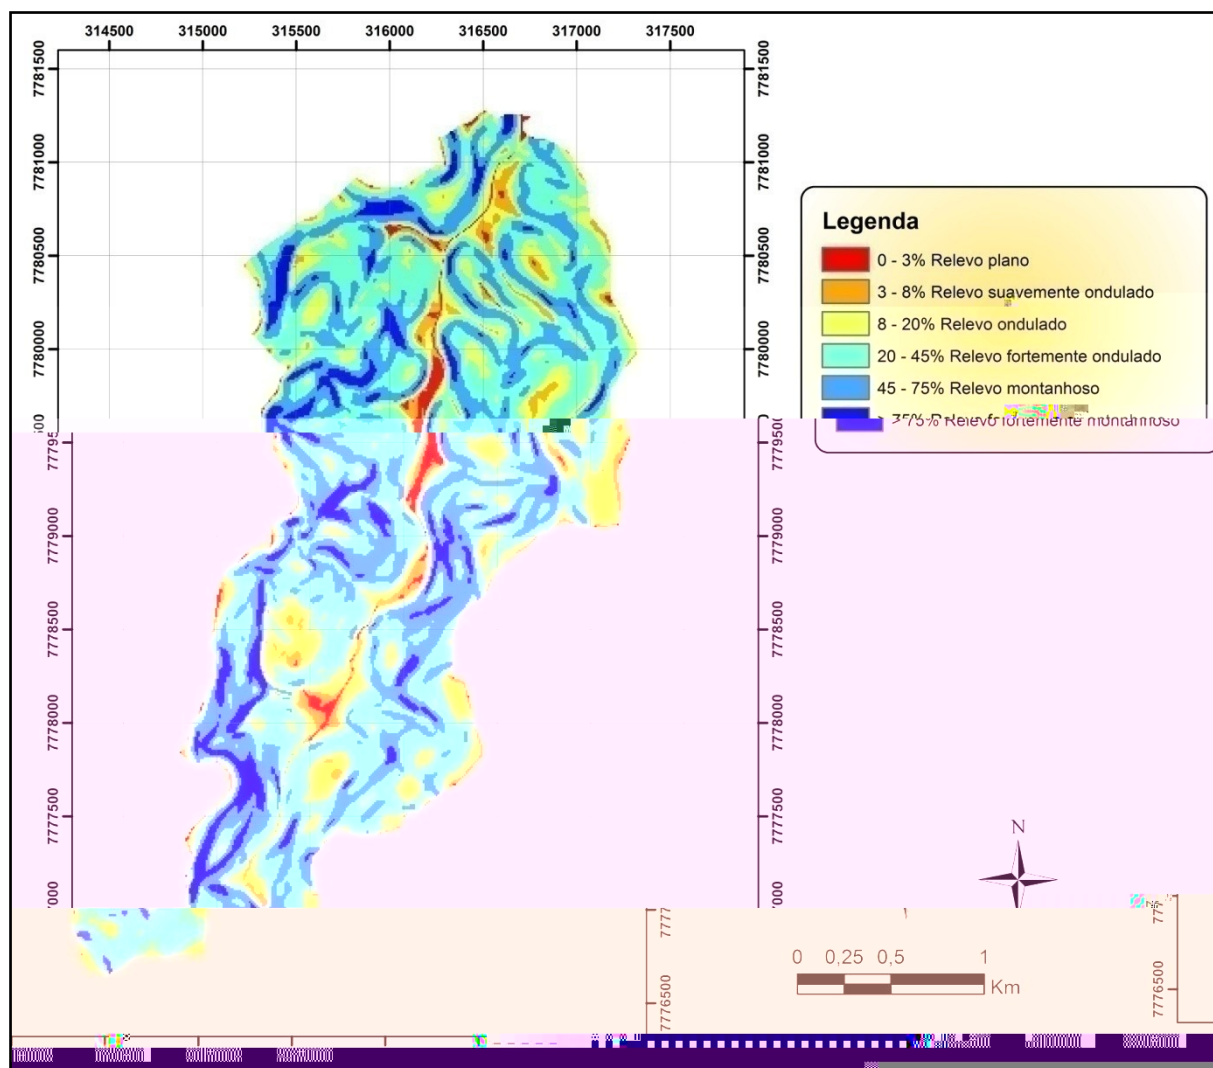 314500 315000 315500 316000 316500 317000 317500
7781500 7781500
7781000 7781000
7780500 7780500
7780000 7780000
7779500
7779000 7779000
7778500 7778500
7778000 7778000
7777500 7777500
Legenda
0 - 3% Relevo plano
3 - 8% Relevo suavemente ondulado
8 - 20% Relevo ondulado
20 - 45% Relevo fortemente ondulado
45 - 75% Relevo montanhoso
> 75% Relevo fortemente montanhoso
N
0 0,25 0,5 1
Km
7776500 7776500